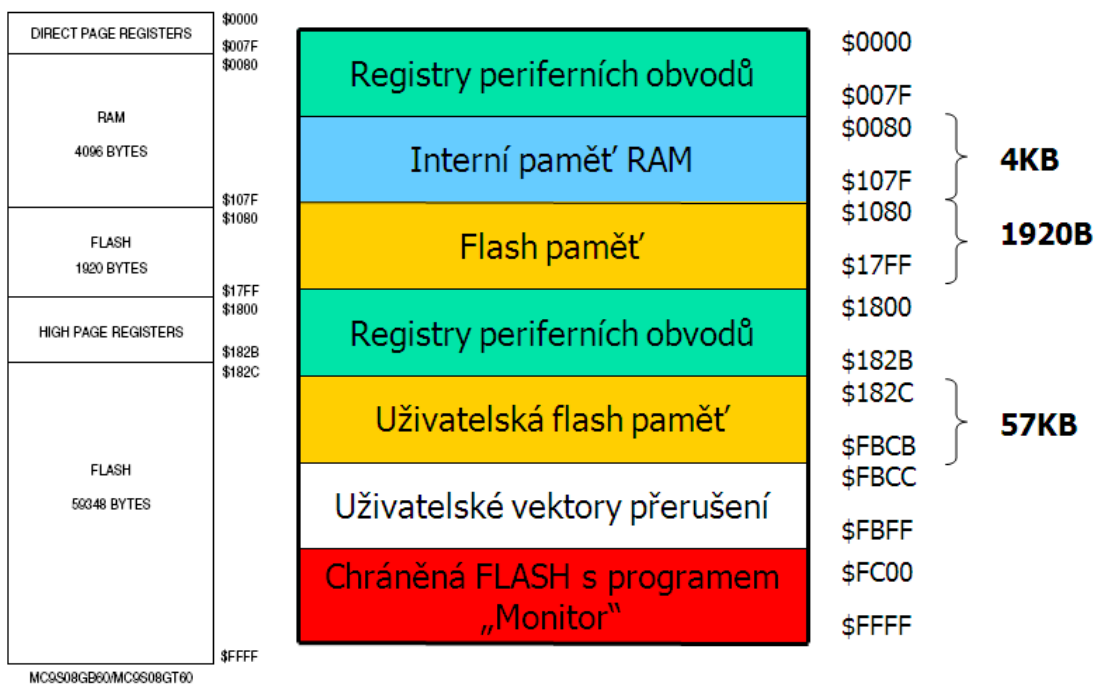 DIRECT PAGE REGISTERS
$0000
$007F
$0080
RAM
4096 BYTES
$107F
$1080
FLASH
1920 BYTES
$17FF
$1800
HIGH PAGE REGISTERS
$182B
$182C
FLASH
59348 BYTES
$FFFF
MC9S08GB60/MC9S08GT60
Registry periferních obvodů
$0000
$007F
Interní paměť RAM
$0080
$107F
4KB
Flash paměť
$1080
$17FF
1920B
Registry periferních obvodů
$1800
$182B
Uživatelská flash paměť
$182C
$FBCB
57KB
Uživatelské vektory přerušení
$FBCC
$FBFF
Chráněná FLASH s programem
„Monitor“
$FC00
$FFFF